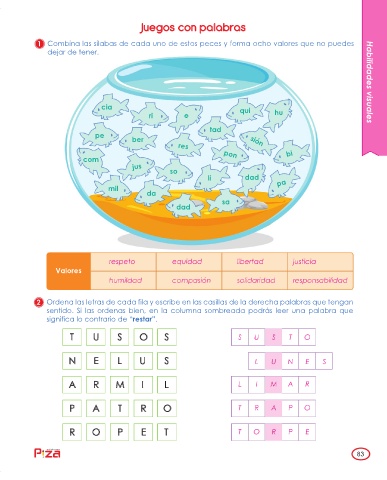 Juegos con palabras
1 Combina las sílabas de cada uno de estos peces y forma ocho valores que no puedes
dejar de tener.
Habilidades visuales
cia
ri
e
qui
hu
pe
ber
tad
sión
res
pon
bi
com
jus
so
li
dad
pa
mil
da
dad
sa
Valores
respeto equidad libertad justicia
humildad compasión solidaridad responsabilidad
2 Ordena las letras de cada fila y escribe en las casillas de la derecha palabras que tengan
sentido. Si las ordenas bien, en la columna sombreada podrás leer una palabra que
significa lo contrario de "restar".
T U S O S S U S T O
N E L U S L U N E S
A R M I L L I M A R
P A T R O T R A P O
R O P E T T O R P E
P1ZA
83